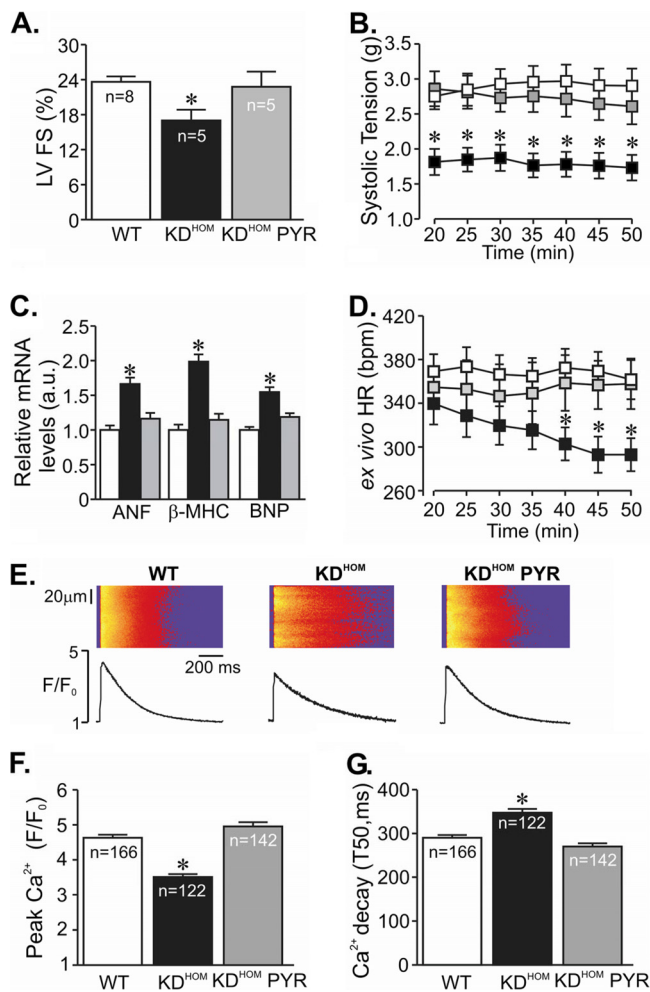 A.
LV FS (%)
30
24
18
12
6
0
n=8
*
n=5
n=5
WT KD^HOM KD^HOM PYR
B.
Systolic Tension (g)
3.5
3.0
2.5
2.0
1.5
1.0
* * * * * * *
20 25 30 35 40 45 50
Time (min)
C.
Relative mRNA
levels (a.u.)
2.5
2.0
1.5
1.0
0.5
0.0
* * *
ANF β-MHC BNP
D.
ex vivo HR (bpm)
420
380
340
300
260
* * *
20 25 30 35 40 45 50
Time (min)
E.
WT KD^HOM KD^HOM PYR
20µm
200 ms
5
F/F₀
1
F.
Peak Ca²⁺ (F/F₀)
6
5
4
3
2
1
n=166
*
n=122
n=142
WT KD^HOM KD^HOM PYR
G.
Ca²⁺ decay (T50,ms)
400
300
200
100
0
n=166
*
n=122
n=142
WT KD^HOM KD^HOM PYR